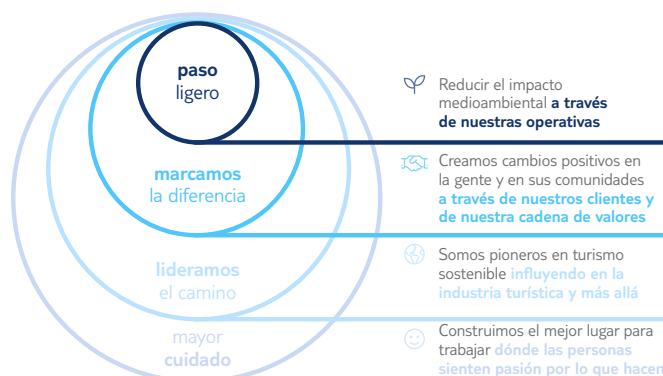 paso
ligero
Reducir el impacto
medioambiental a través
de nuestras operativas
marcamos
la diferencia
Creamos cambios positivos en
la gente y en sus comunidades
a través de nuestros clientes y
de nuestra cadena de valores
lideramos
el camino
Somos pioneros en turismo
sostenible influyendo en la
industria turística y más allá
mayor
cuidado
Construimos el mejor lugar para
trabajar dónde las personas
sienten pasión por lo que hacen